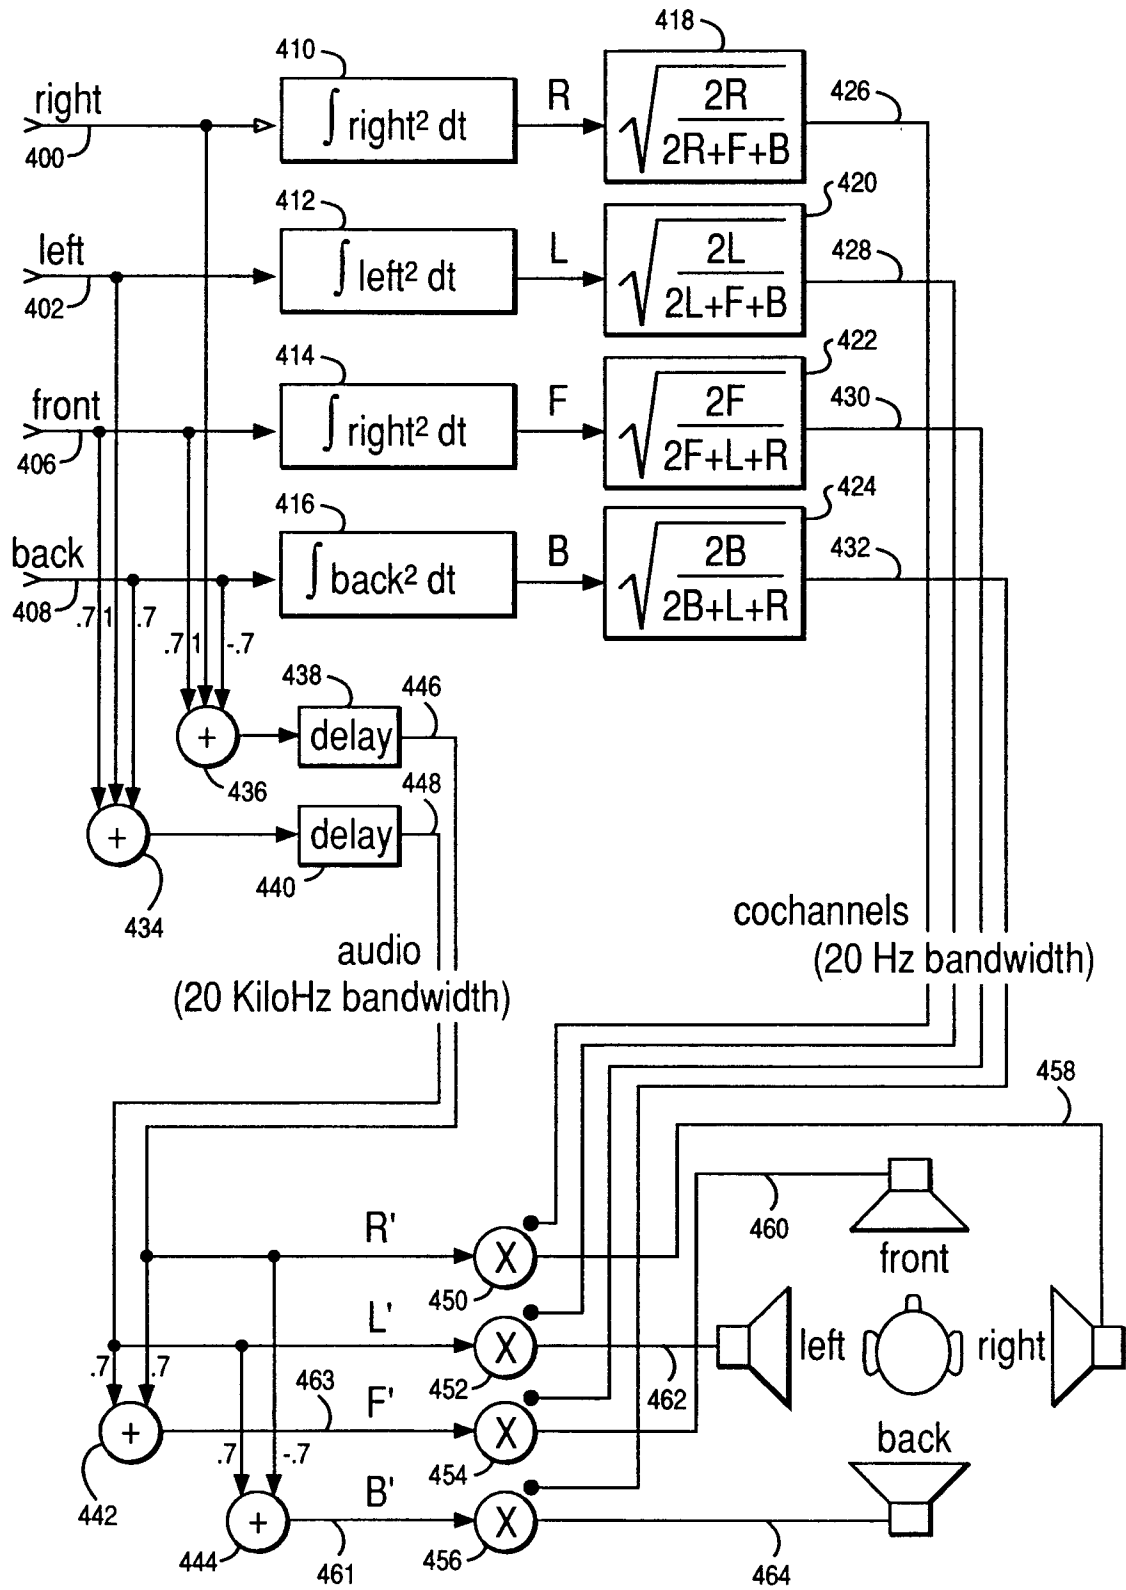 418
410
right
∫ right² dt
R
√ 2R / 2R+F+B
426
400
412
420
left
∫ left² dt
L
√ 2L / 2L+F+B
428
402
414
422
front
∫ right² dt
F
√ 2F / 2F+L+R
430
406
416
424
back
∫ back² dt
B
√ 2B / 2B+L+R
432
408
.7 1 .7
.7 1 -.7
438
446
+
delay
436
448
+
delay
440
434
cochannels
(20 Hz bandwidth)
audio
(20 KiloHz bandwidth)
458
R'
X
450
460
front
L'
X
452
462
left
right
.7 .7
463
F'
+
X
454
442
.7 -.7
back
B'
+
X
444
461
456
464